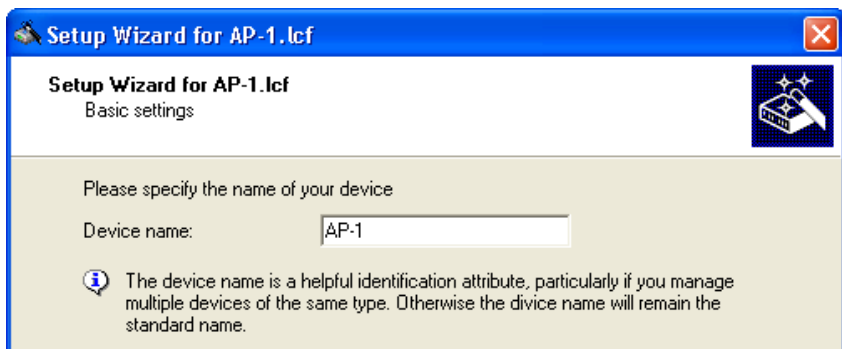 Setup Wizard for AP-1.lcf
Setup Wizard for AP-1.lcf
Basic settings
Please specify the name of your device
Device name: AP-1
The device name is a helpful identification attribute, particularly if you manage
multiple devices of the same type. Otherwise the divice name will remain the
standard name.